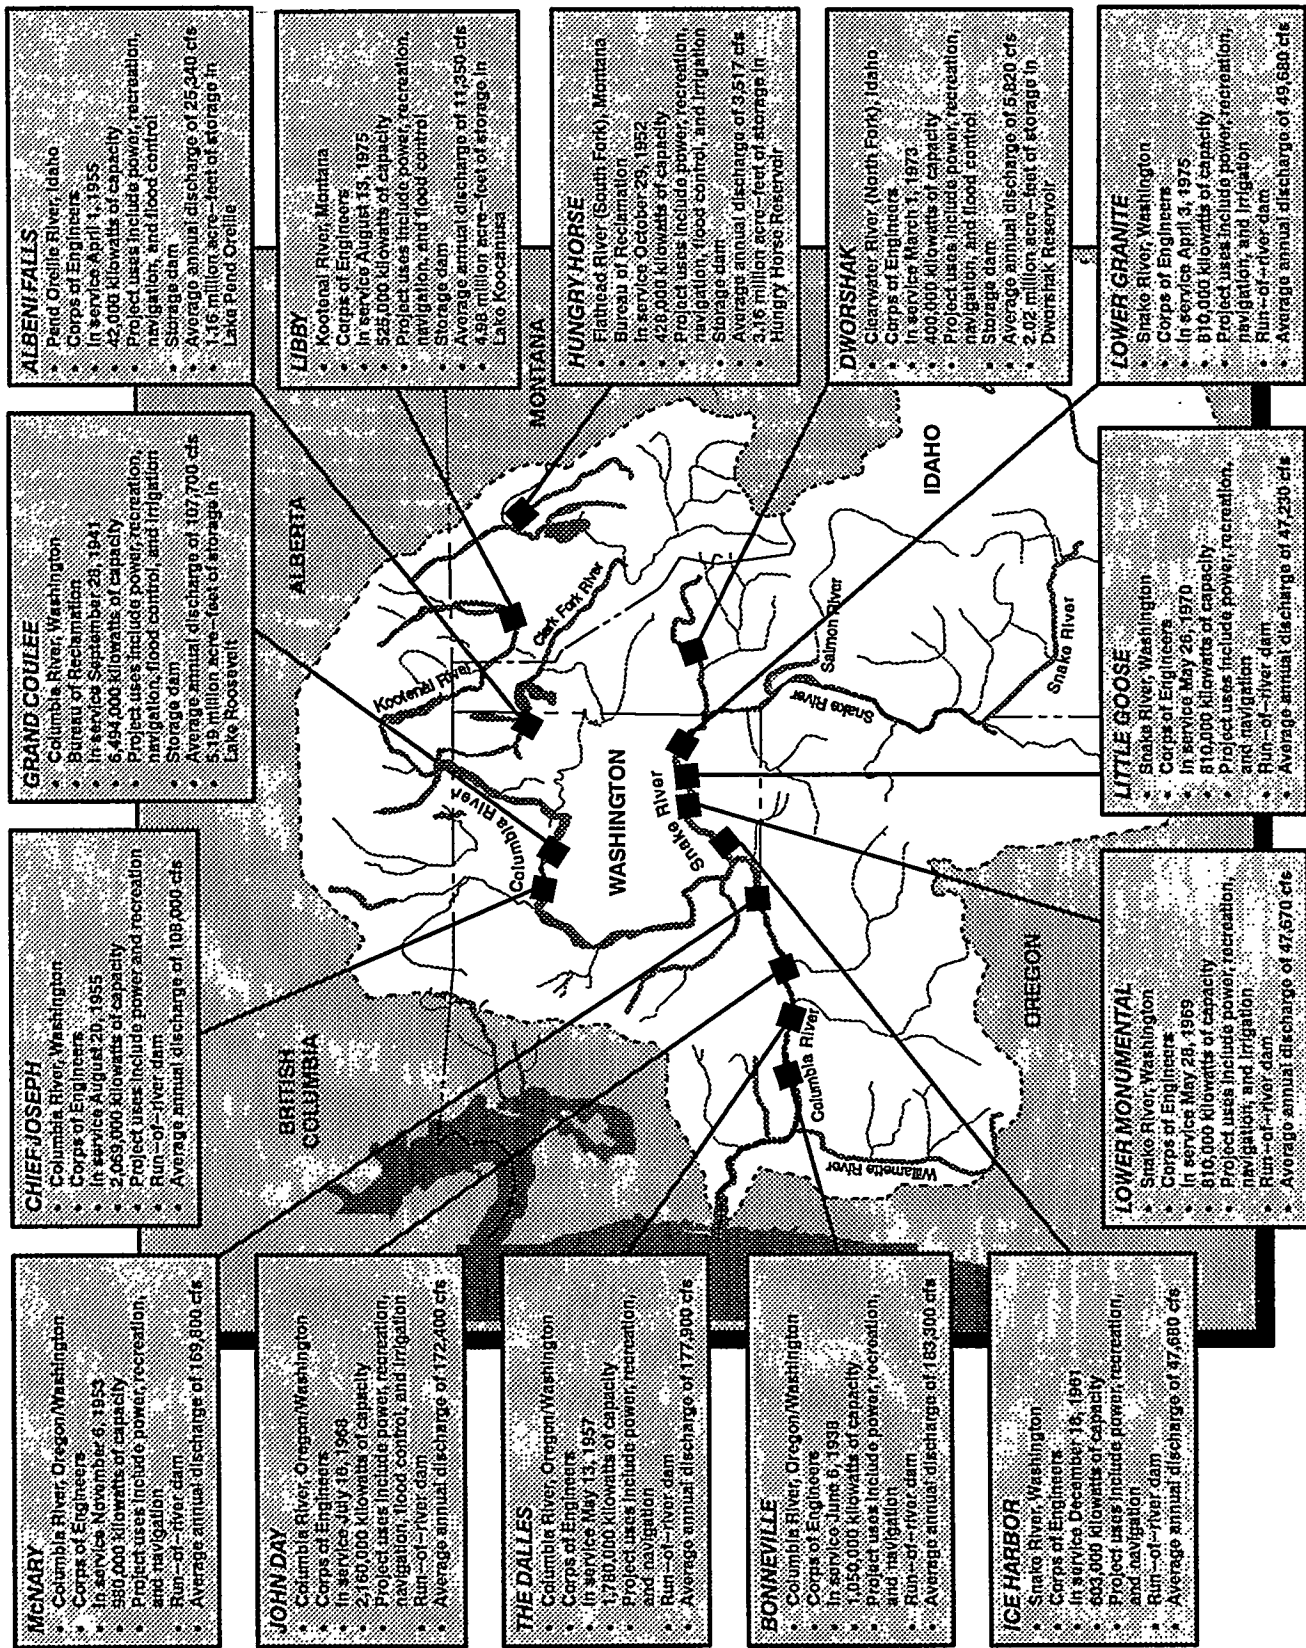 McNARY
• Columbia River, Oregon/Washington
• Corps of Engineers
• In service November 6, 1953
• 980,000 kilowatts of capacity
• Project uses include power, recreation,
and navigation
• Run-of-river dam
• Average annual discharge of 169,800 cfs
JOHN DAY
• Columbia River, Oregon/Washington
• Corps of Engineers
• In service July 16, 1968
• 2,160,000 kilowatts of capacity
• Project uses include power, recreation,
navigation, flood control, and irrigation
• Run-of-river dam
• Average annual discharge of 172,400 cfs
THE DALLES
• Columbia River, Oregon/Washington
• Corps of Engineers
• In service May 13, 1957
• 1,780,000 kilowatts of capacity
• Project uses include power, recreation,
and navigation
• Run-of-river dam
• Average annual discharge of 177,900 cfs
BONNEVILLE
• Columbia River, Oregon/Washington
• Corps of Engineers
• In service June 6, 1938
• 1,050,000 kilowatts of capacity
• Project uses include power, recreation,
and navigation
• Run-of-river dam
• Average annual discharge of 183,300 cfs
ICE HARBOR
• Snake River, Washington
• Corps of Engineers
• In service December 18, 1961
• 603,000 kilowatts of capacity
• Project uses include power, recreation,
and navigation
• Run-of-river dam
• Average annual discharge of 47,680 cfs
CHIEF JOSEPH
• Columbia River, Washington
• Corps of Engineers
• In service August 20, 1955
• 2,069,000 kilowatts of capacity
• Project uses include power and recreation
• Run-of-river dam
• Average annual discharge of 108,000 cfs
GRAND COULEE
• Columbia River, Washington
• Bureau of Reclamation
• In service September 28, 1941
• 6,494,000 kilowatts of capacity
• Project uses include power, recreation,
navigation, flood control, and irrigation
• Storage dam
• Average annual discharge of 107,700 cfs
• 5.19 million acre-feet of storage in
Lake Roosevelt
ALBENI FALLS
• Pend Oreille River, Idaho
• Corps of Engineers
• In service April 1, 1955
• 42,000 kilowatts of capacity
• Project uses include power, recreation,
navigation, and flood control
• Storage dam
• Average annual discharge of 25,340 cfs
• 1.16 million acre-feet of storage in
Lake Pend Oreille
LIBBY
• Kootenai River, Montana
• Corps of Engineers
• In service August 13, 1975
• 525,000 kilowatts of capacity
• Project uses include power, recreation,
navigation, and flood control
• Storage dam
• Average annual discharge of 11,350 cfs
• 4.98 million acre-feet of storage in
Lake Koocanusa
HUNGRY HORSE
• Flathead River (South Fork), Montana
• Bureau of Reclamation
• In service October 29, 1952
• 428,000 kilowatts of capacity
• Project uses include power, recreation,
navigation, flood control, and irrigation
• Storage dam
• Average annual discharge of 3,517 cfs
• 3.16 million acre-feet of storage in
Hungry Horse Reservoir
DWORSHAK
• Clearwater River (North Fork), Idaho
• Corps of Engineers
• In service March 1, 1973
• 400,000 kilowatts of capacity
• Project uses include power, recreation,
navigation, and flood control
• Storage dam
• Average annual discharge of 5,820 cfs
• 2.02 million acre-feet of storage in
Dworshak Reservoir
LOWER GRANITE
• Snake River, Washington
• Corps of Engineers
• In service April 3, 1975
• 810,000 kilowatts of capacity
• Project uses include power, recreation,
navigation, and irrigation
• Run-of-river dam
• Average annual discharge of 49,680 cfs
LITTLE GOOSE
• Snake River, Washington
• Corps of Engineers
• In service May 26, 1970
• 810,000 kilowatts of capacity
• Project uses include power, recreation,
and navigation
• Run-of-river dam
• Average annual discharge of 47,230 cfs
LOWER MONUMENTAL
• Snake River, Washington
• Corps of Engineers
• In service May 28, 1969
• 810,000 kilowatts of capacity
• Project uses include power, recreation,
navigation, and irrigation
• Run-of-river dam
• Average annual discharge of 47,670 cfs
BRITISH
COLUMBIA
ALBERTA
MONTANA
WASHINGTON
IDAHO
OREGON
Kootenai River
Clark Fork River
Columbia River
Snake River
Salmon River
Snake River
Snake River
Columbia River
Willamette River